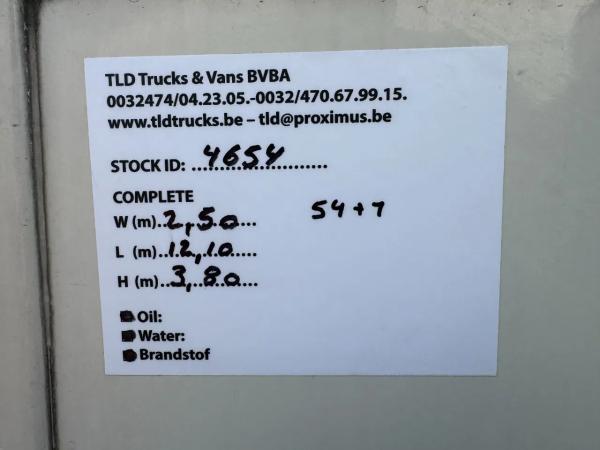 TLD Trucks & Vans BVBA
0032474/04.23.05.-0032/470.67.99.15.
www.tldtrucks.be – tld@proximus.be
STOCK ID: 4654
COMPLETE
W (m)..2,50.... 54+1
L (m)...12,10....
H (m)...3,80....
Oil:
Water:
Brandstof